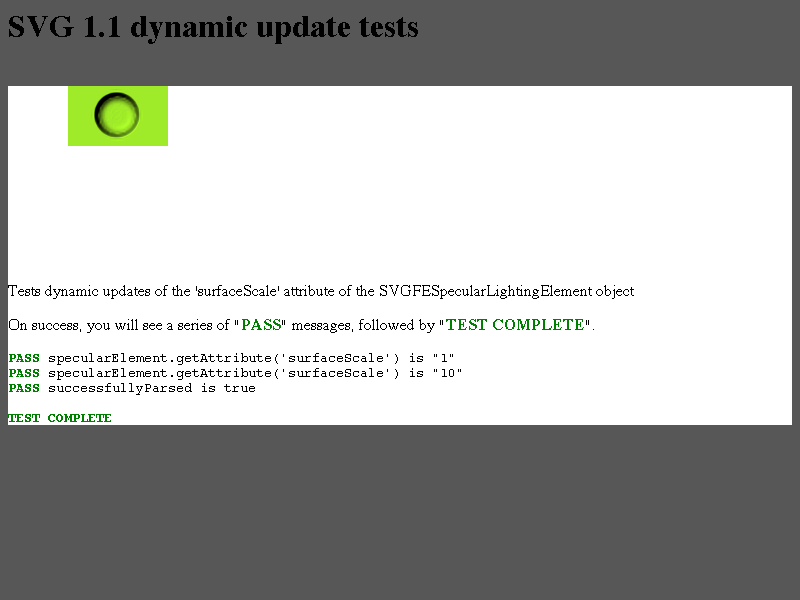 SVG 1.1 dynamic update tests
Tests dynamic updates of the 'surfaceScale' attribute of the SVGFESpecularLightingElement object
On success, you will see a series of "PASS" messages, followed by "TEST COMPLETE".
PASS specularElement.getAttribute('surfaceScale') is "1"
PASS specularElement.getAttribute('surfaceScale') is "10"
PASS successfullyParsed is true
TEST COMPLETE